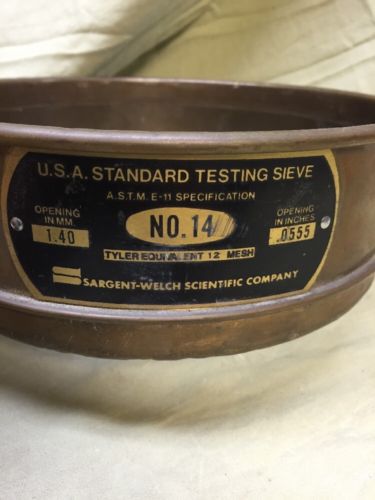 U.S.A. STANDARD TESTING SIEVE
A.S.T.M. E-11 SPECIFICATION
OPENING
IN MM
1.40
NO. 14
OPENING
IN INCHES
.0555
TYLER EQUIVALENT 12 MESH
SARGENT-WELCH SCIENTIFIC COMPANY